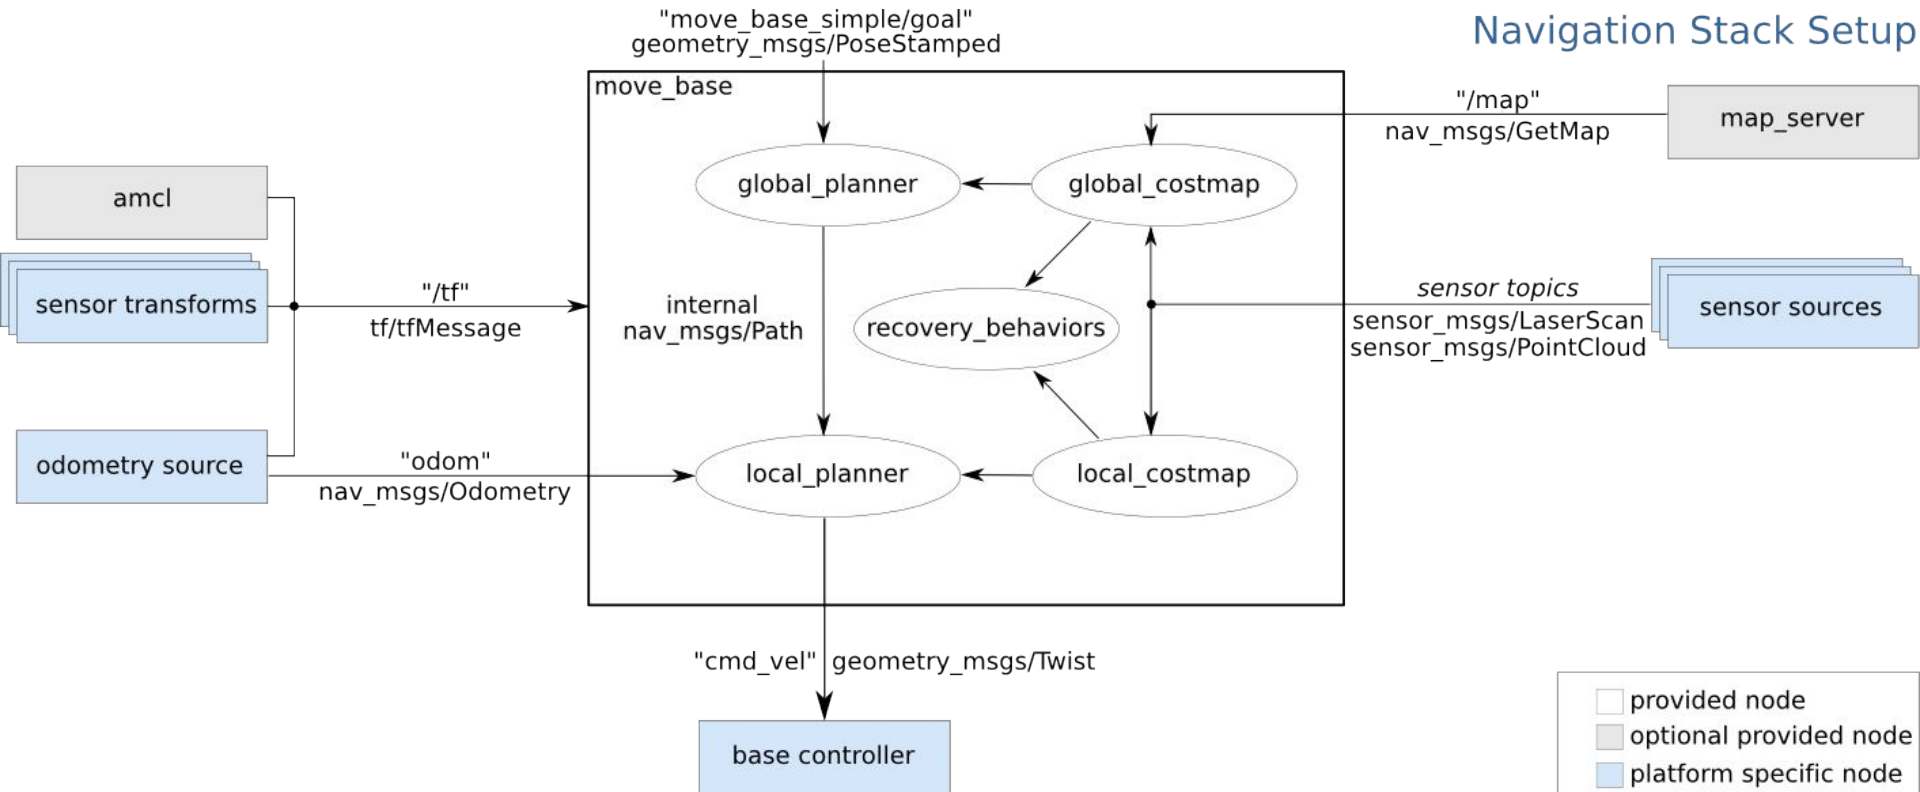 Navigation Stack Setup
"move_base_simple/goal"
geometry_msgs/PoseStamped
move_base
"/map"
nav_msgs/GetMap
map_server
global_planner
global_costmap
amcl
sensor transforms
"/tf"
tf/tfMessage
internal
nav_msgs/Path
recovery_behaviors
sensor topics
sensor_msgs/LaserScan
sensor_msgs/PointCloud
sensor sources
odometry source
"odom"
nav_msgs/Odometry
local_planner
local_costmap
"cmd_vel" geometry_msgs/Twist
base controller
provided node
optional provided node
platform specific node